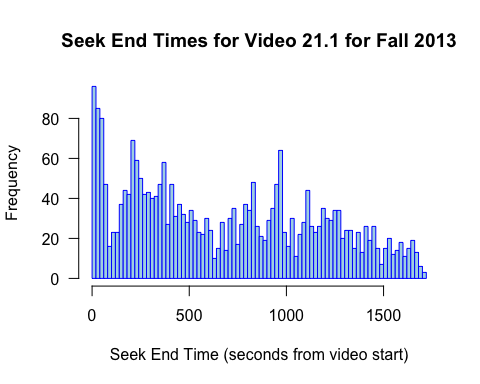 Seek End Times for Video 21.1 for Fall 2013
Frequency
80
60
40
20
0
0 500 1000 1500
Seek End Time (seconds from video start)